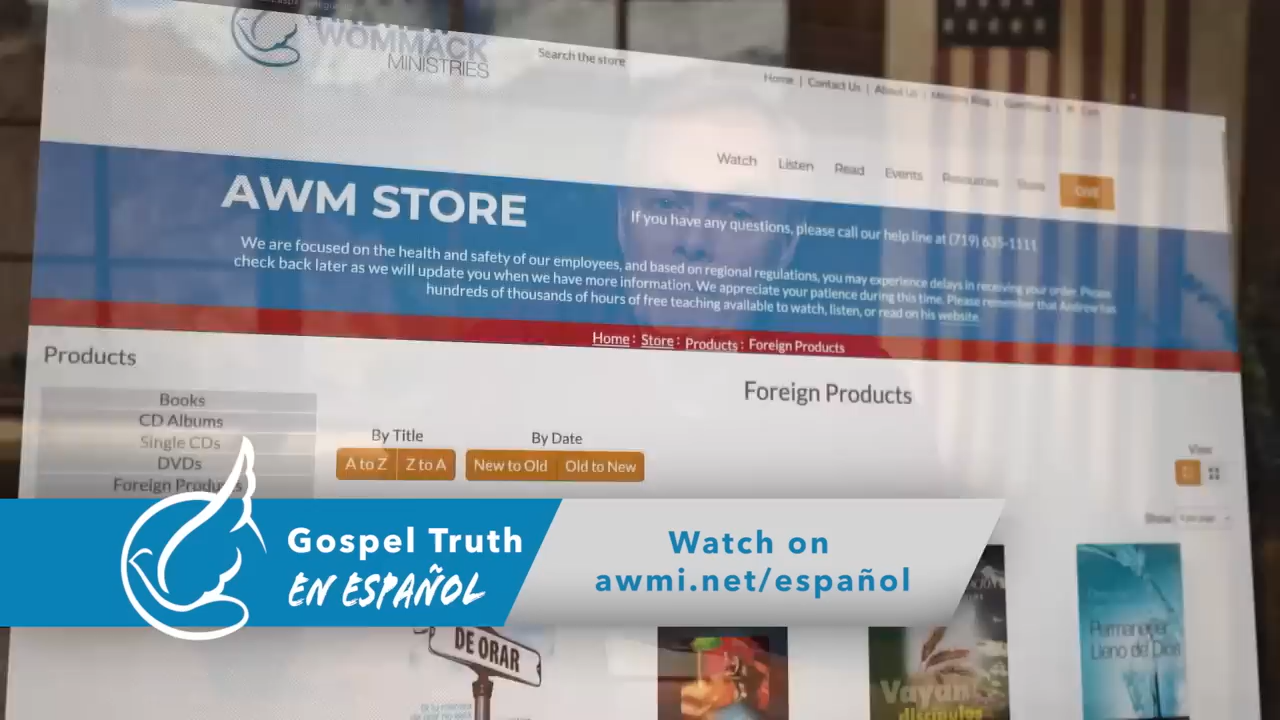 WOMMACK
MINISTRIES
Search the store
Home | Contact Us | About Us |
Watch Listen Read Events Resources Store GIVE
AWM STORE
If you have any questions, please call our help line at (719) 635-1111
We are focused on the health and safety of our employees, and based on regional regulations, you may experience delays in receiving your order. Please
check back later as we will update you when we have more information. We appreciate your patience during this time. Please remember that Andrew has
hundreds of thousands of hours of free teaching available to watch, listen, or read on his website.
Home : Store : Products : Foreign Products
Products
Foreign Products
Books
CD Albums
Single CDs
DVDs
Foreign Products
By Title
By Date
A to Z Z to A New to Old Old to New
View
Show
Gospel Truth
EN ESPAÑOL
Watch on
awmi.net/español
DE ORAR
Permanecer
Lleno del Dios
Vayan
discípulos